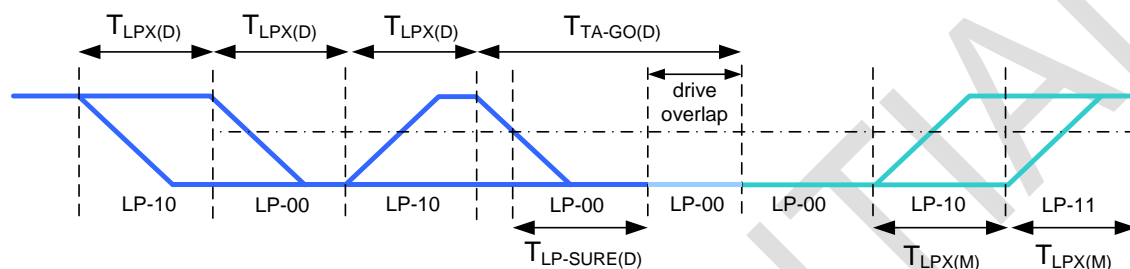 TLPX(D) TLPX(D) TLPX(D) TTA-GO(D)
drive
overlap
LP-10 LP-00 LP-10 LP-00 LP-00 LP-00 LP-10 LP-11
TLP-SURE(D) TLPX(M) TLPX(M)
NTIAL